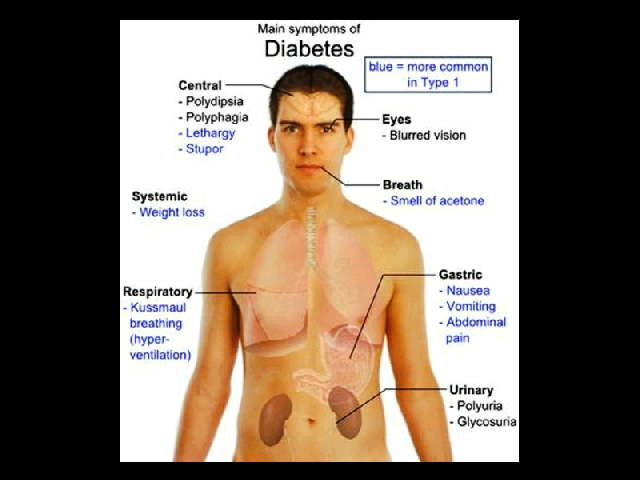 Main symptoms of
Diabetes
blue = more common
in Type 1
Central
- Polydipsia
- Polyphagia
- Lethargy
- Stupor
Eyes
- Blurred vision
Breath
- Smell of acetone
Systemic
- Weight loss
Gastric
- Nausea
- Vomiting
- Abdominal
pain
Respiratory
- Kussmaul
breathing
(hyper-
ventilation)
Urinary
- Polyuria
- Glycosuria